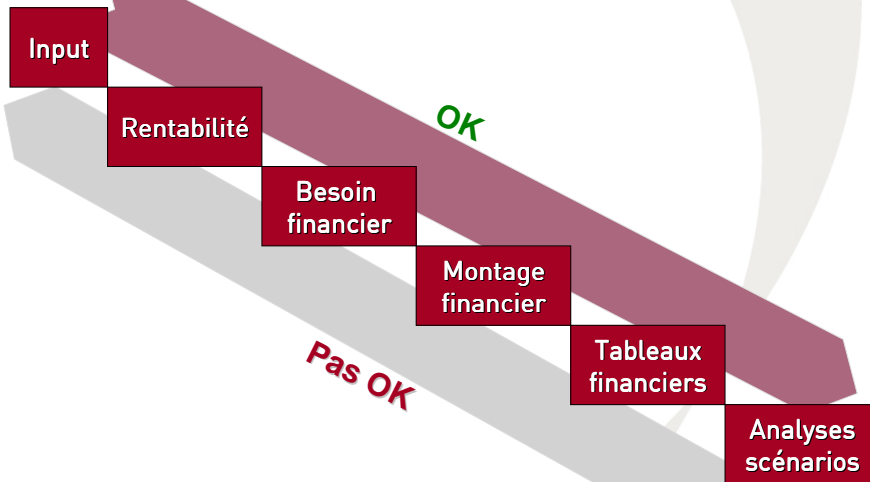 Input
OK
Rentabilité
Besoin
financier
Montage
financier
Pas OK
Tableaux
financiers
Analyses
scénarios